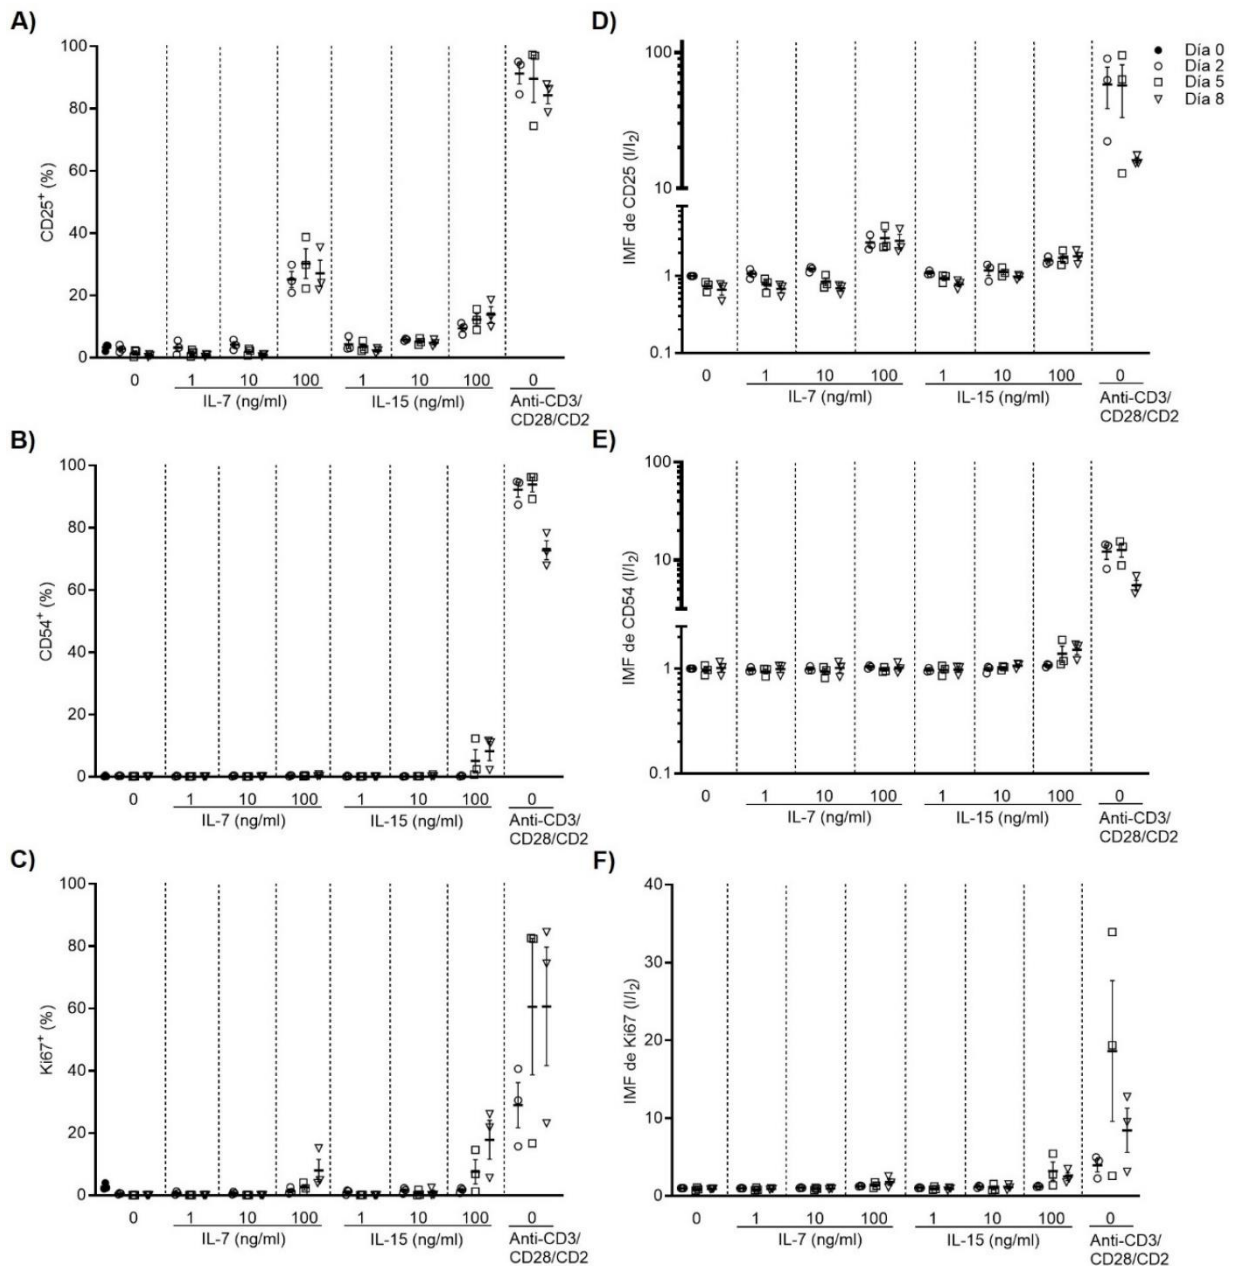 A)
CD25+ (%)
100
80
60
40
20
0
0 1 10 100 1 10 100 0
IL-7 (ng/ml) IL-15 (ng/ml) Anti-CD3/
CD28/CD2
D)
IMF de CD25 (I/I2)
100
10
1
0.1
0 1 10 100 1 10 100 0
IL-7 (ng/ml) IL-15 (ng/ml) Anti-CD3/
CD28/CD2
Día 0
Día 2
Día 5
Día 8
B)
CD54+ (%)
100
80
60
40
20
0
0 1 10 100 1 10 100 0
IL-7 (ng/ml) IL-15 (ng/ml) Anti-CD3/
CD28/CD2
E)
IMF de CD54 (I/I2)
100
10
1
0.1
0 1 10 100 1 10 100 0
IL-7 (ng/ml) IL-15 (ng/ml) Anti-CD3/
CD28/CD2
C)
Ki67+ (%)
100
80
60
40
20
0
0 1 10 100 1 10 100 0
IL-7 (ng/ml) IL-15 (ng/ml) Anti-CD3/
CD28/CD2
F)
IMF de Ki67 (I/I2)
40
30
20
10
0
0 1 10 100 1 10 100 0
IL-7 (ng/ml) IL-15 (ng/ml) Anti-CD3/
CD28/CD2